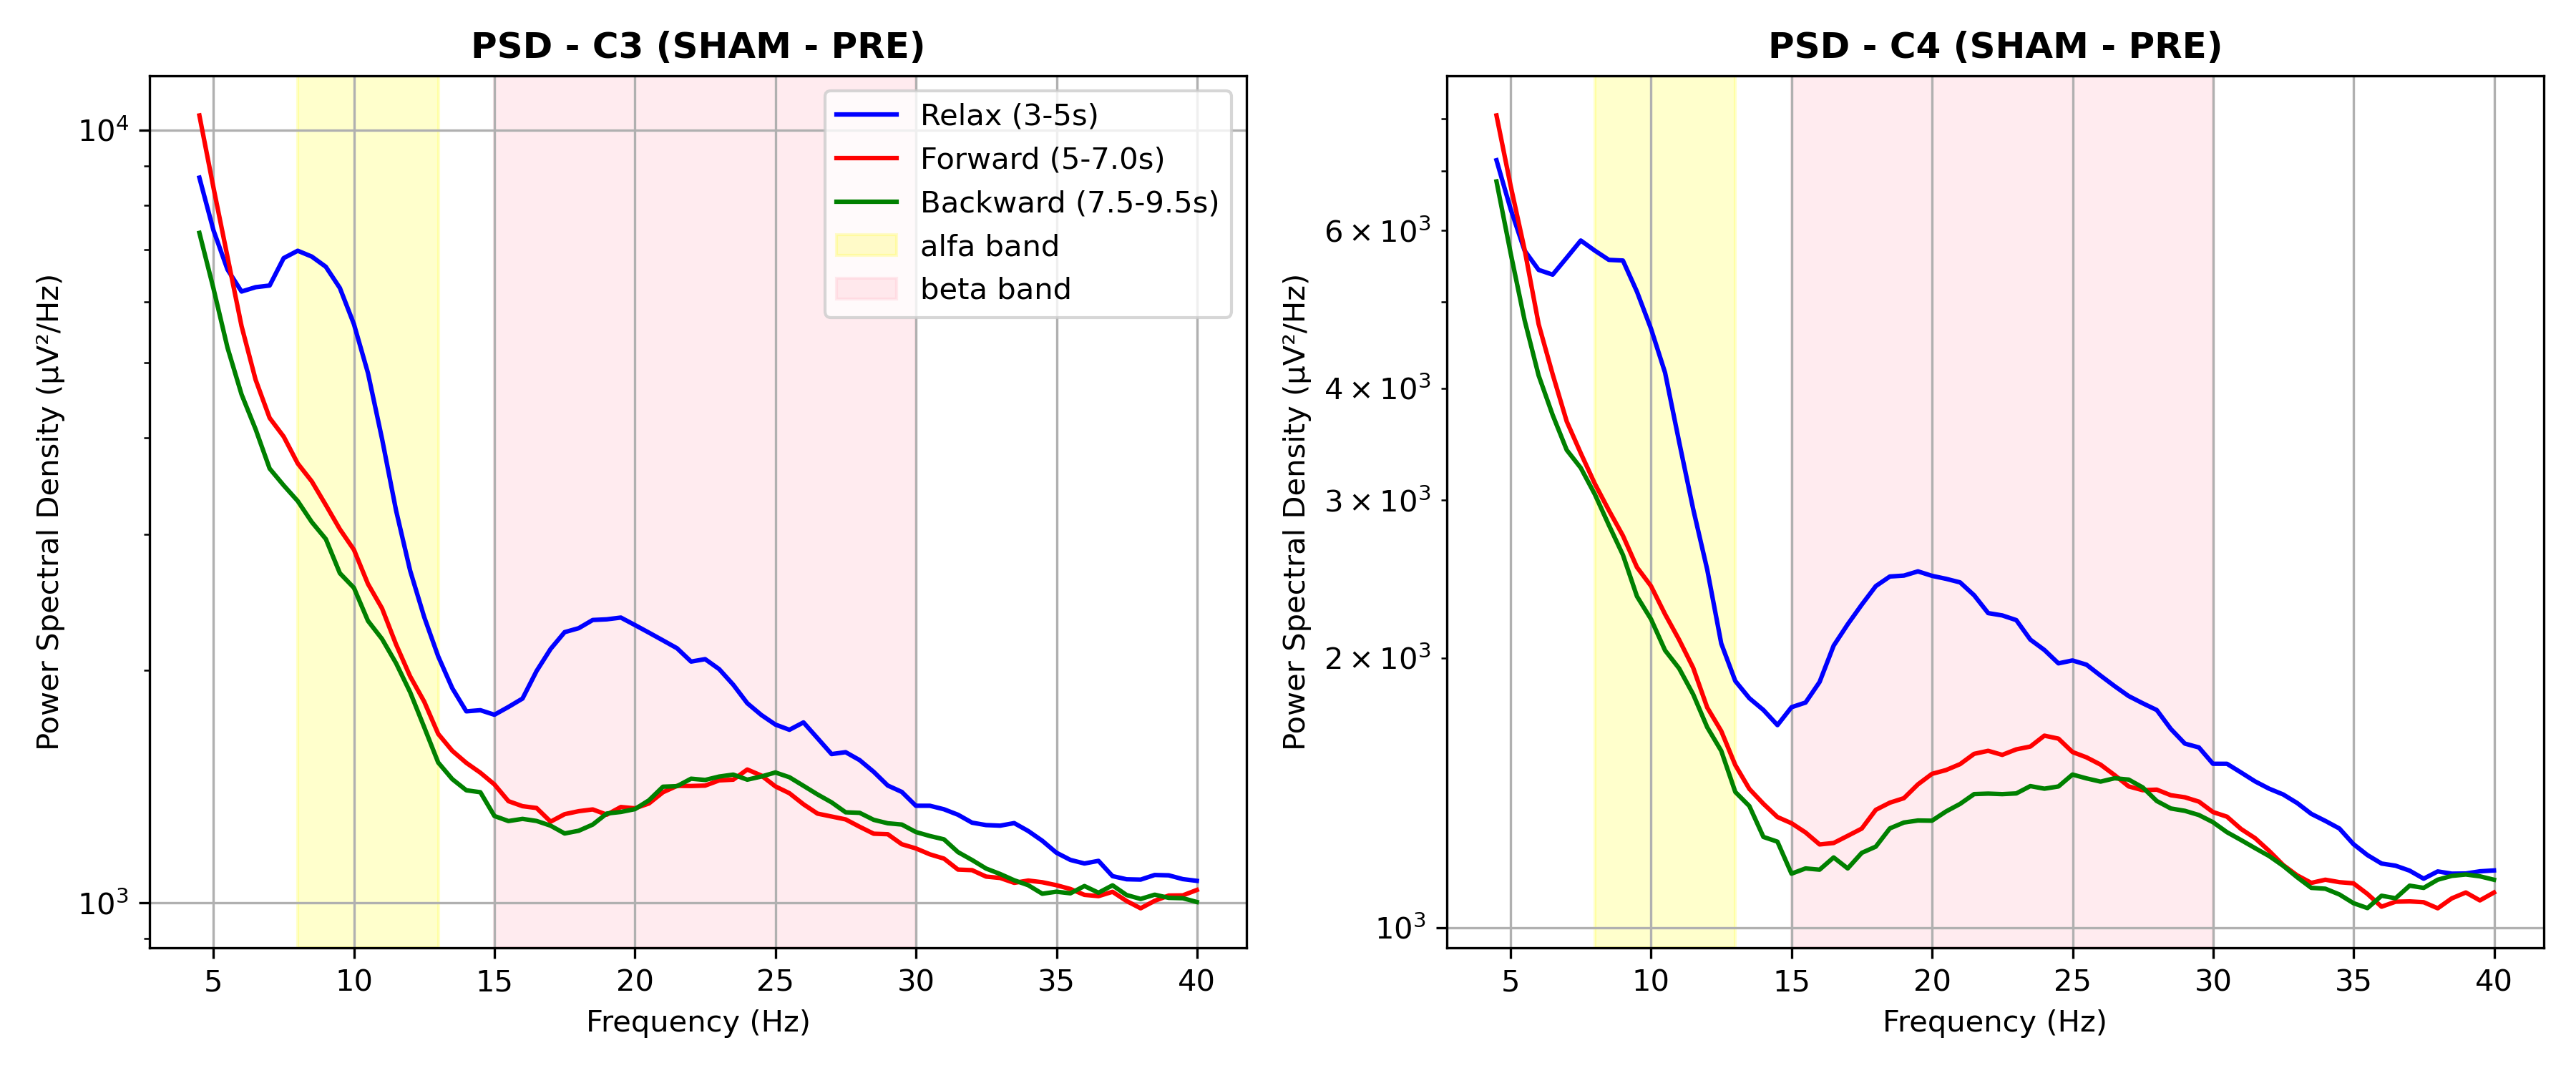 PSD - C3 (SHAM - PRE)
Power Spectral Density (µV²/Hz)
10⁴
10³
Relax (3-5s)
Forward (5-7.0s)
Backward (7.5-9.5s)
alfa band
beta band
5 10 15 20 25 30 35 40
Frequency (Hz)
PSD - C4 (SHAM - PRE)
Power Spectral Density (µV²/Hz)
6 × 10³
4 × 10³
3 × 10³
2 × 10³
10³
5 10 15 20 25 30 35 40
Frequency (Hz)